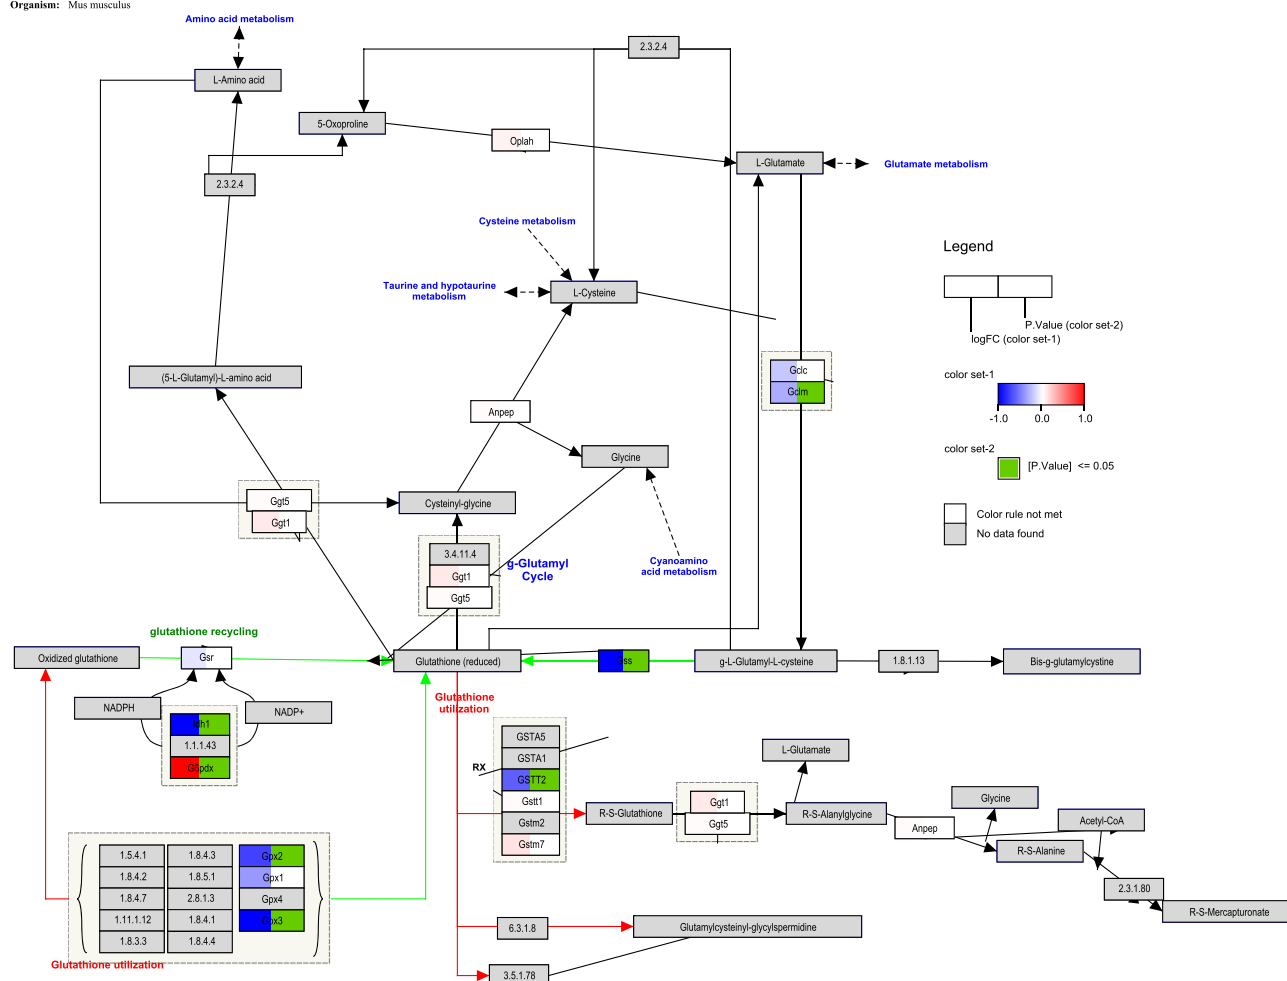 Organism: Mus musculus
Amino acid metabolism
2.3.2.4
L-Amino acid
5-Oxoproline
Oplah
L-Glutamate
Glutamate metabolism
2.3.2.4
Cysteine metabolism
Legend
Taurine and hypotaurine
metabolism
L-Cysteine
P.Value (color set-2)
logFC (color set-1)
(5-L-Glutamyl)-L-amino acid
Gclc
Gclm
color set-1
-1.0 0.0 1.0
Anpep
Glycine
color set-2
[P.Value] <= 0.05
Ggt5
Ggt1
Cysteinyl-glycine
Color rule not met
No data found
3.4.11.4
Ggt1
Ggt5
g-Glutamyl
Cycle
Cyanoamino
acid metabolism
glutathione recycling
Oxidized glutathione
Gsr
Glutathione (reduced)
Gss
g-L-Glutamyl-L-cysteine
1.8.1.13
Bis-g-glutamylcystine
NADPH
NADP+
Glutathione
utilization
Idh1
1.1.1.43
G6pdx
RX
GSTA5
GSTA1
GSTT2
Gstt1
Gstm2
Gstm7
L-Glutamate
R-S-Glutathione
Ggt1
Ggt5
R-S-Alanylglycine
Glycine
Anpep
Acetyl-CoA
R-S-Alanine
2.3.1.80
R-S-Mercapturonate
1.5.4.1 1.8.4.3 Gpx2
1.8.4.2 1.8.5.1 Gpx1
1.8.4.7 2.8.1.3 Gpx4
1.11.1.12 1.8.4.1 Gpx3
1.8.3.3 1.8.4.4
Glutathione utilization
6.3.1.8
Glutamylcysteinyl-glycylspermidine
3.5.1.78